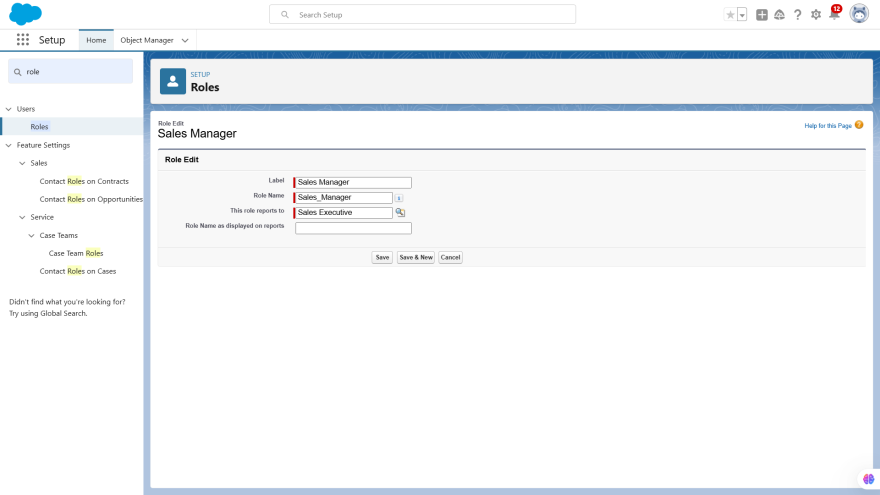 Search Setup
12
Setup
Home
Object Manager
role
Users
Roles
Feature Settings
Sales
Contact Roles on Contracts
Contact Roles on Opportunities
Service
Case Teams
Case Team Roles
Contact Roles on Cases
Didn't find what you're looking for?
Try using Global Search.
SETUP
Roles
Role Edit
Sales Manager
Help for this Page ?
Role Edit
Label Sales Manager
Role Name Sales_Manager i
This role reports to Sales Executive
Role Name as displayed on reports
Save Save & New Cancel